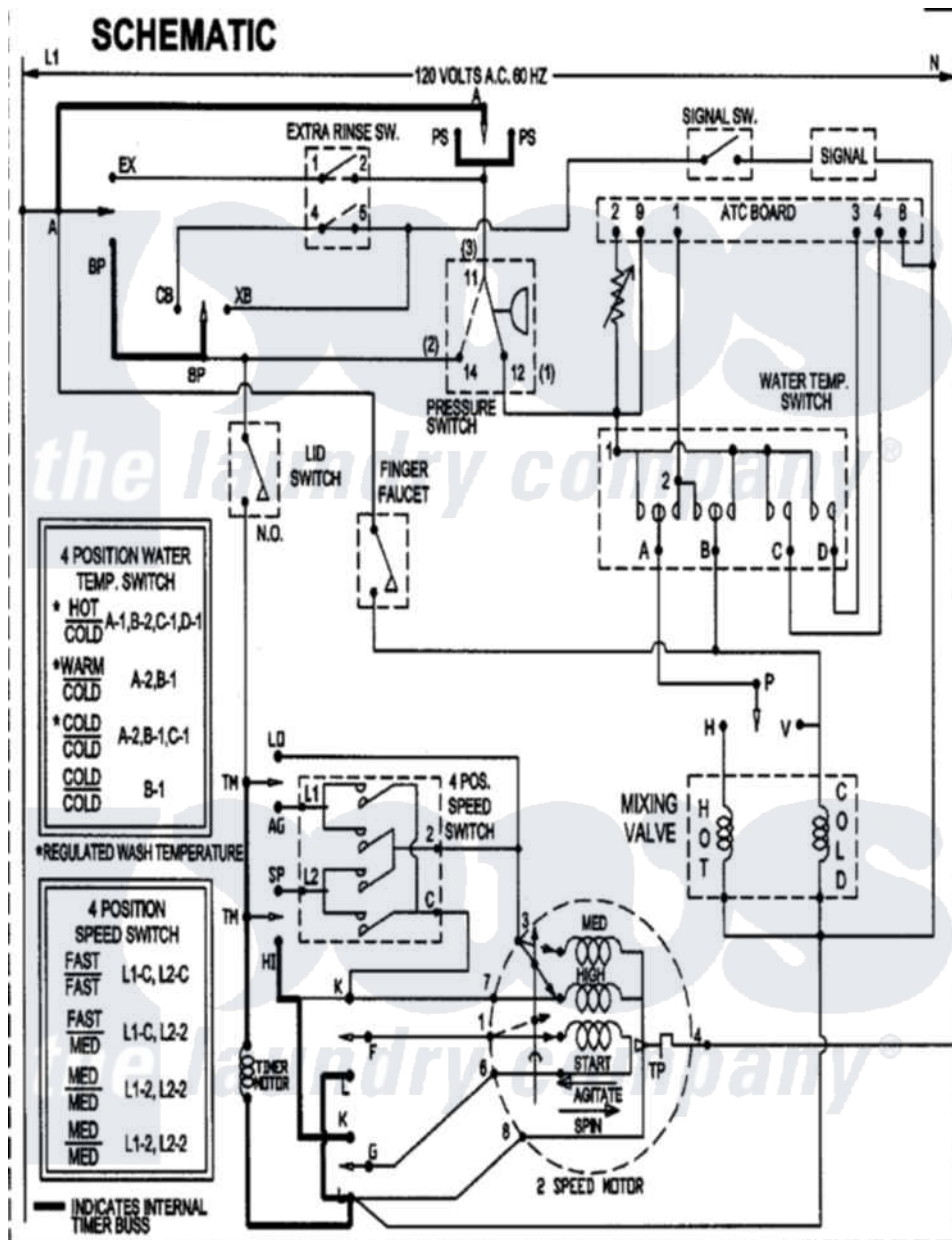 SCHEMATIC
L1
N
120 VOLTS A.C. 60 HZ
A
EXTRA RINSE SW.
PS
PS
SIGNAL SW.
SIGNAL
EX
1
2
4
5
A
BP
CB
XB
BP
ATC BOARD
2
9
1
3
4
8
(3)
11
(2)
14
12
(1)
PRESSURE
SWITCH
WATER TEMP.
SWITCH
1
2
A
B
C
D
LID
SWITCH
N.O.
FINGER
FAUCET
the laundry company®
4 POSITION WATER
TEMP. SWITCH
* HOT
COLD
A-1,B-2,C-1,D-1
*WARM
COLD
A-2,B-1
*COLD
COLD
A-2,B-1,C-1
COLD
COLD
B-1
*REGULATED WASH TEMPERATURE
P
H
V
MIXING
VALVE
HOT
COLD
LO
TM
AG
SP
TM
HI
4 POS.
SPEED
SWITCH
L1
L2
2
C
4 POSITION
SPEED SWITCH
FAST
FAST
L1-C, L2-C
FAST
MED
L1-C, L2-2
MED
MED
L1-2, L2-2
MED
MED
L1-2, L2-2
INDICATES INTERNAL
TIMER BUSS
TIMER
MOTOR
K
F
L
K
G
L
3
7
1
6
8
4
MED
HIGH
START
TP
AGITATE
SPIN
2 SPEED MOTOR
the laundry company®